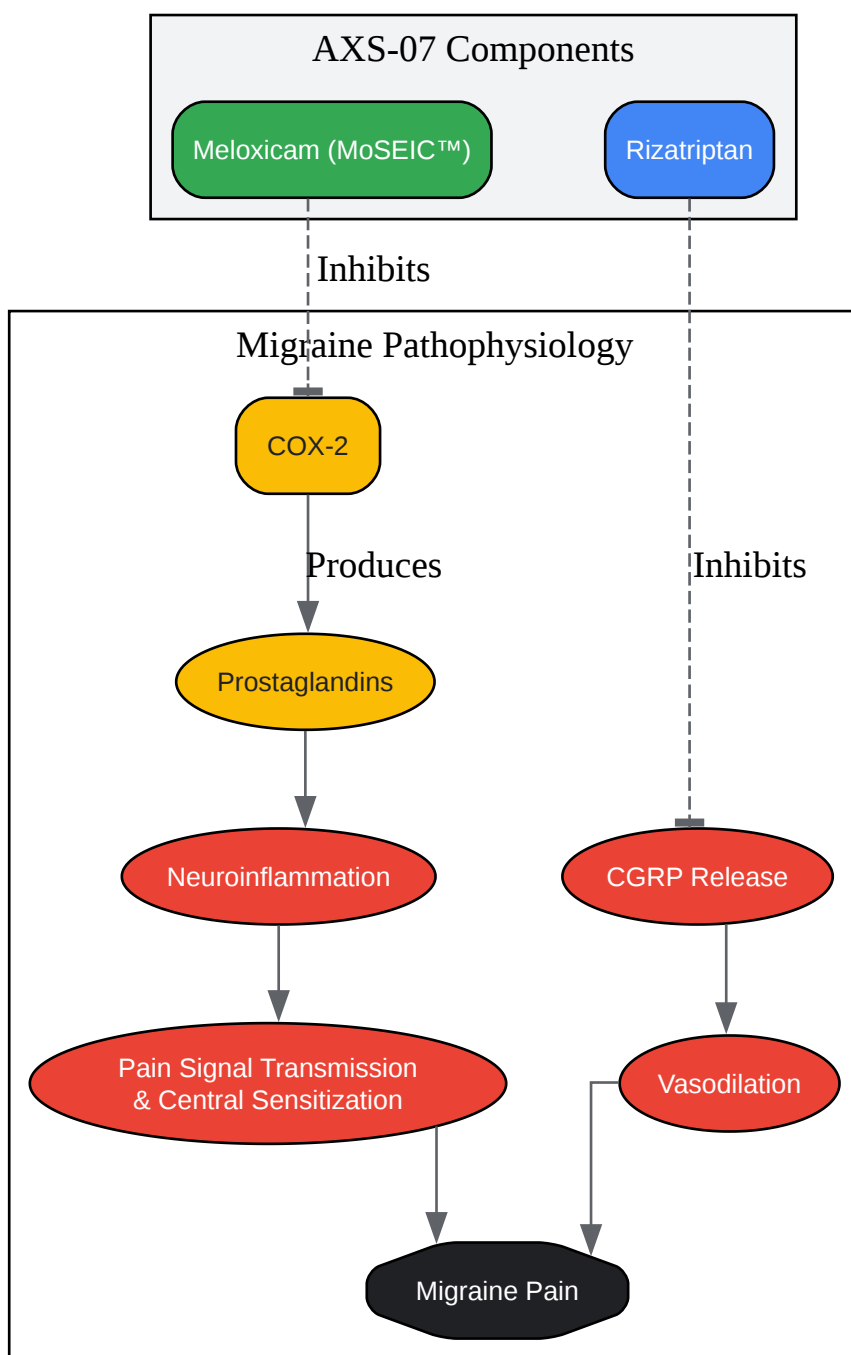 AXS-07 Components
Meloxicam (MoSEIC™)
Rizatriptan
Inhibits
Migraine Pathophysiology
COX-2
Produces
Inhibits
Prostaglandins
Neuroinflammation
CGRP Release
Pain Signal Transmission
& Central Sensitization
Vasodilation
Migraine Pain